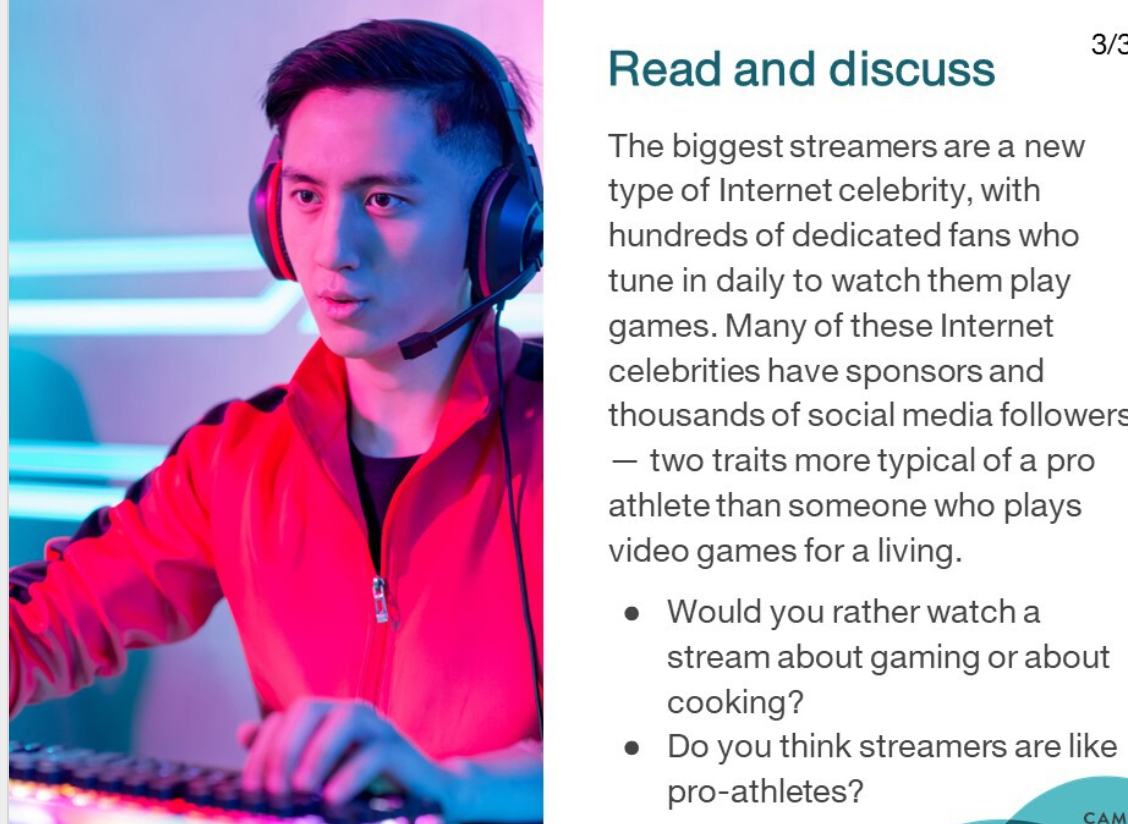 3/3
Read and discuss
The biggest streamers are a new
type of Internet celebrity, with
hundreds of dedicated fans who
tune in daily to watch them play
games. Many of these Internet
celebrities have sponsors and
thousands of social media followers
— two traits more typical of a pro
athlete than someone who plays
video games for a living.
● Would you rather watch a
stream about gaming or about
cooking?
● Do you think streamers are like
pro-athletes?
CAM